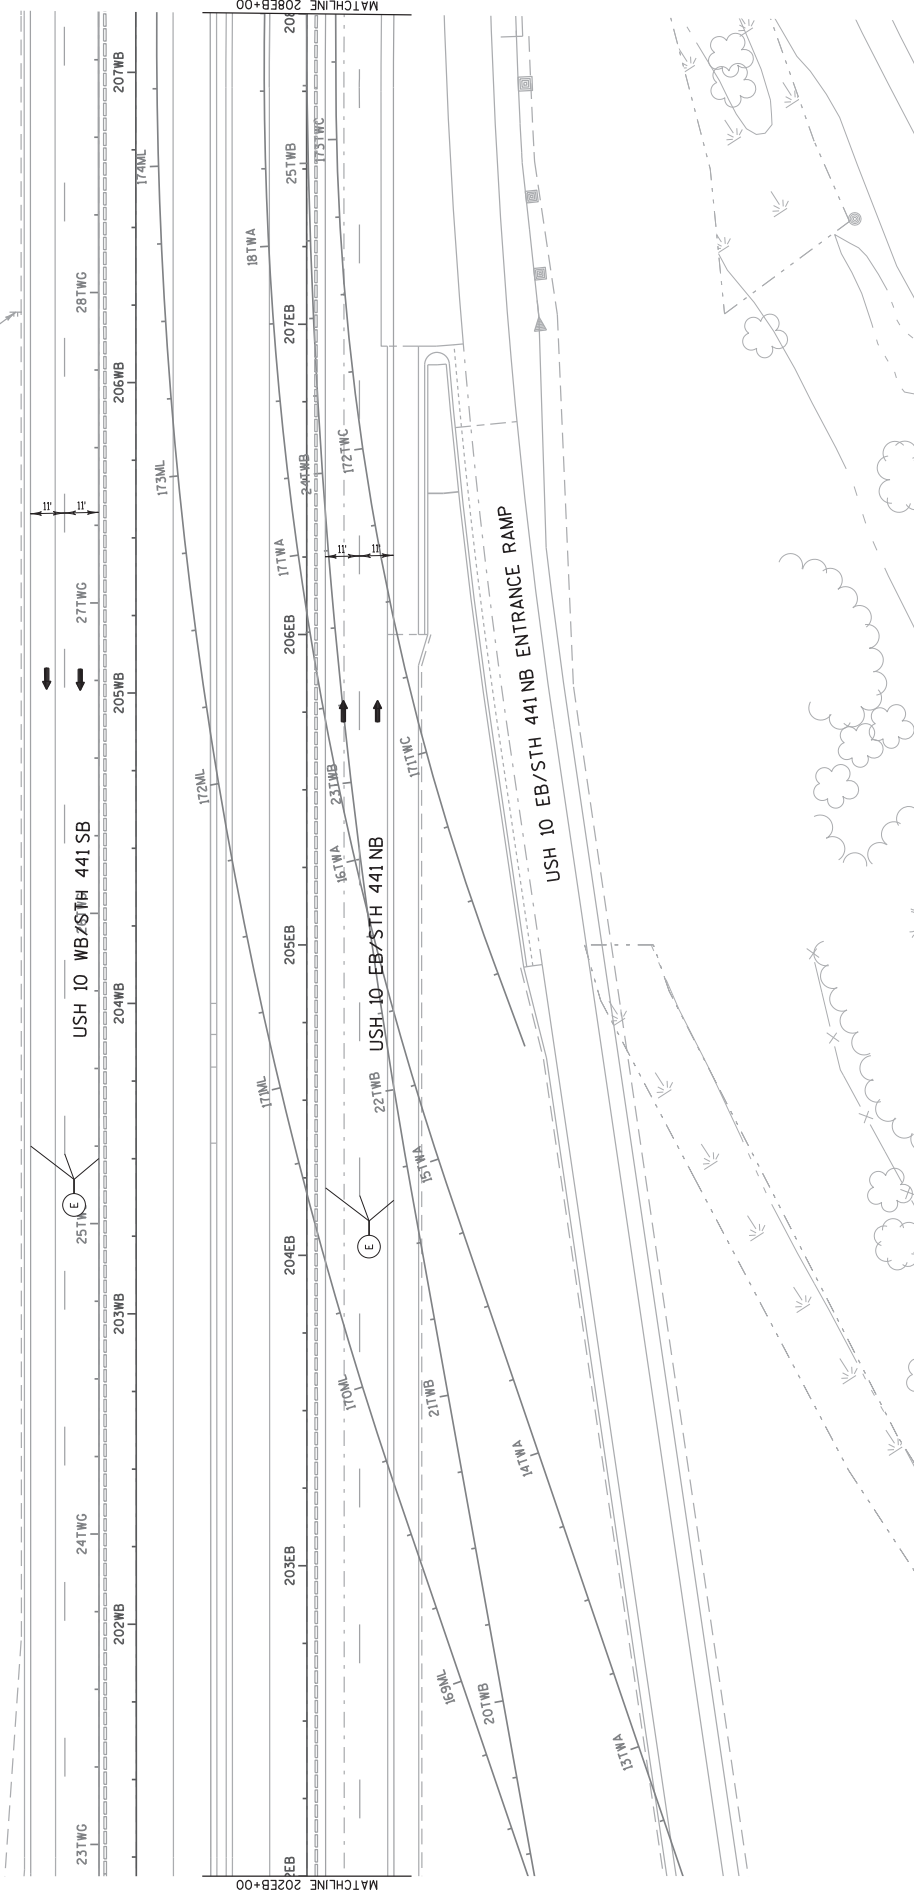 MATCHLINE 208EB+00
207WB
174ML
173TWC
25TWB
18TWA
28TWG
207EB
206WB
172TWC
24TWB
173ML
11'
11'
11'
11'
17TWA
27TWG
206EB
205WB
USH 10 EB/STH 441 NB ENTRANCE RAMP
171TWC
172ML
23TWB
16TWA
USH 10 WB/STH 441 SB
USH 10 EB/STH 441 NB
205EB
204WB
171ML
22TWB
15TWA
E
25TW
E
204EB
203WB
170ML
21TWB
14TWA
24TWG
203EB
202WB
169ML
20TWB
13TWA
23TWG
2EB
MATCHLINE 202EB+00